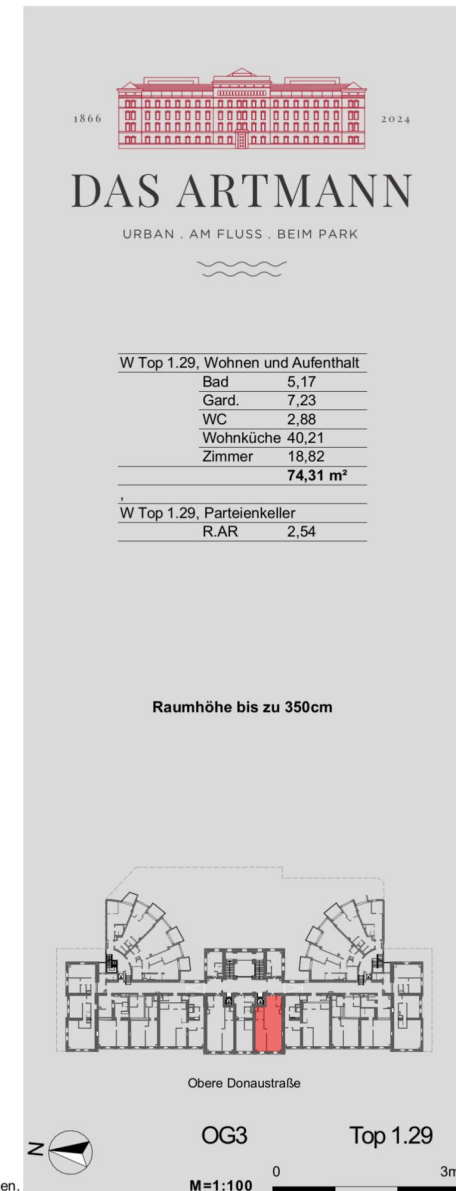 1866
2024
DAS ARTMANN
URBAN . AM FLUSS . BEIM PARK
W Top 1.29, Wohnen und Aufenthalt
Bad 5,17
Gard. 7,23
WC 2,88
Wohnküche 40,21
Zimmer 18,82
74,31 m²
,
W Top 1.29, Parteienkeller
R.AR 2,54
Raumhöhe bis zu 350cm
Obere Donaustraße
N
OG3 Top 1.29
0 3m
en. M=1:100